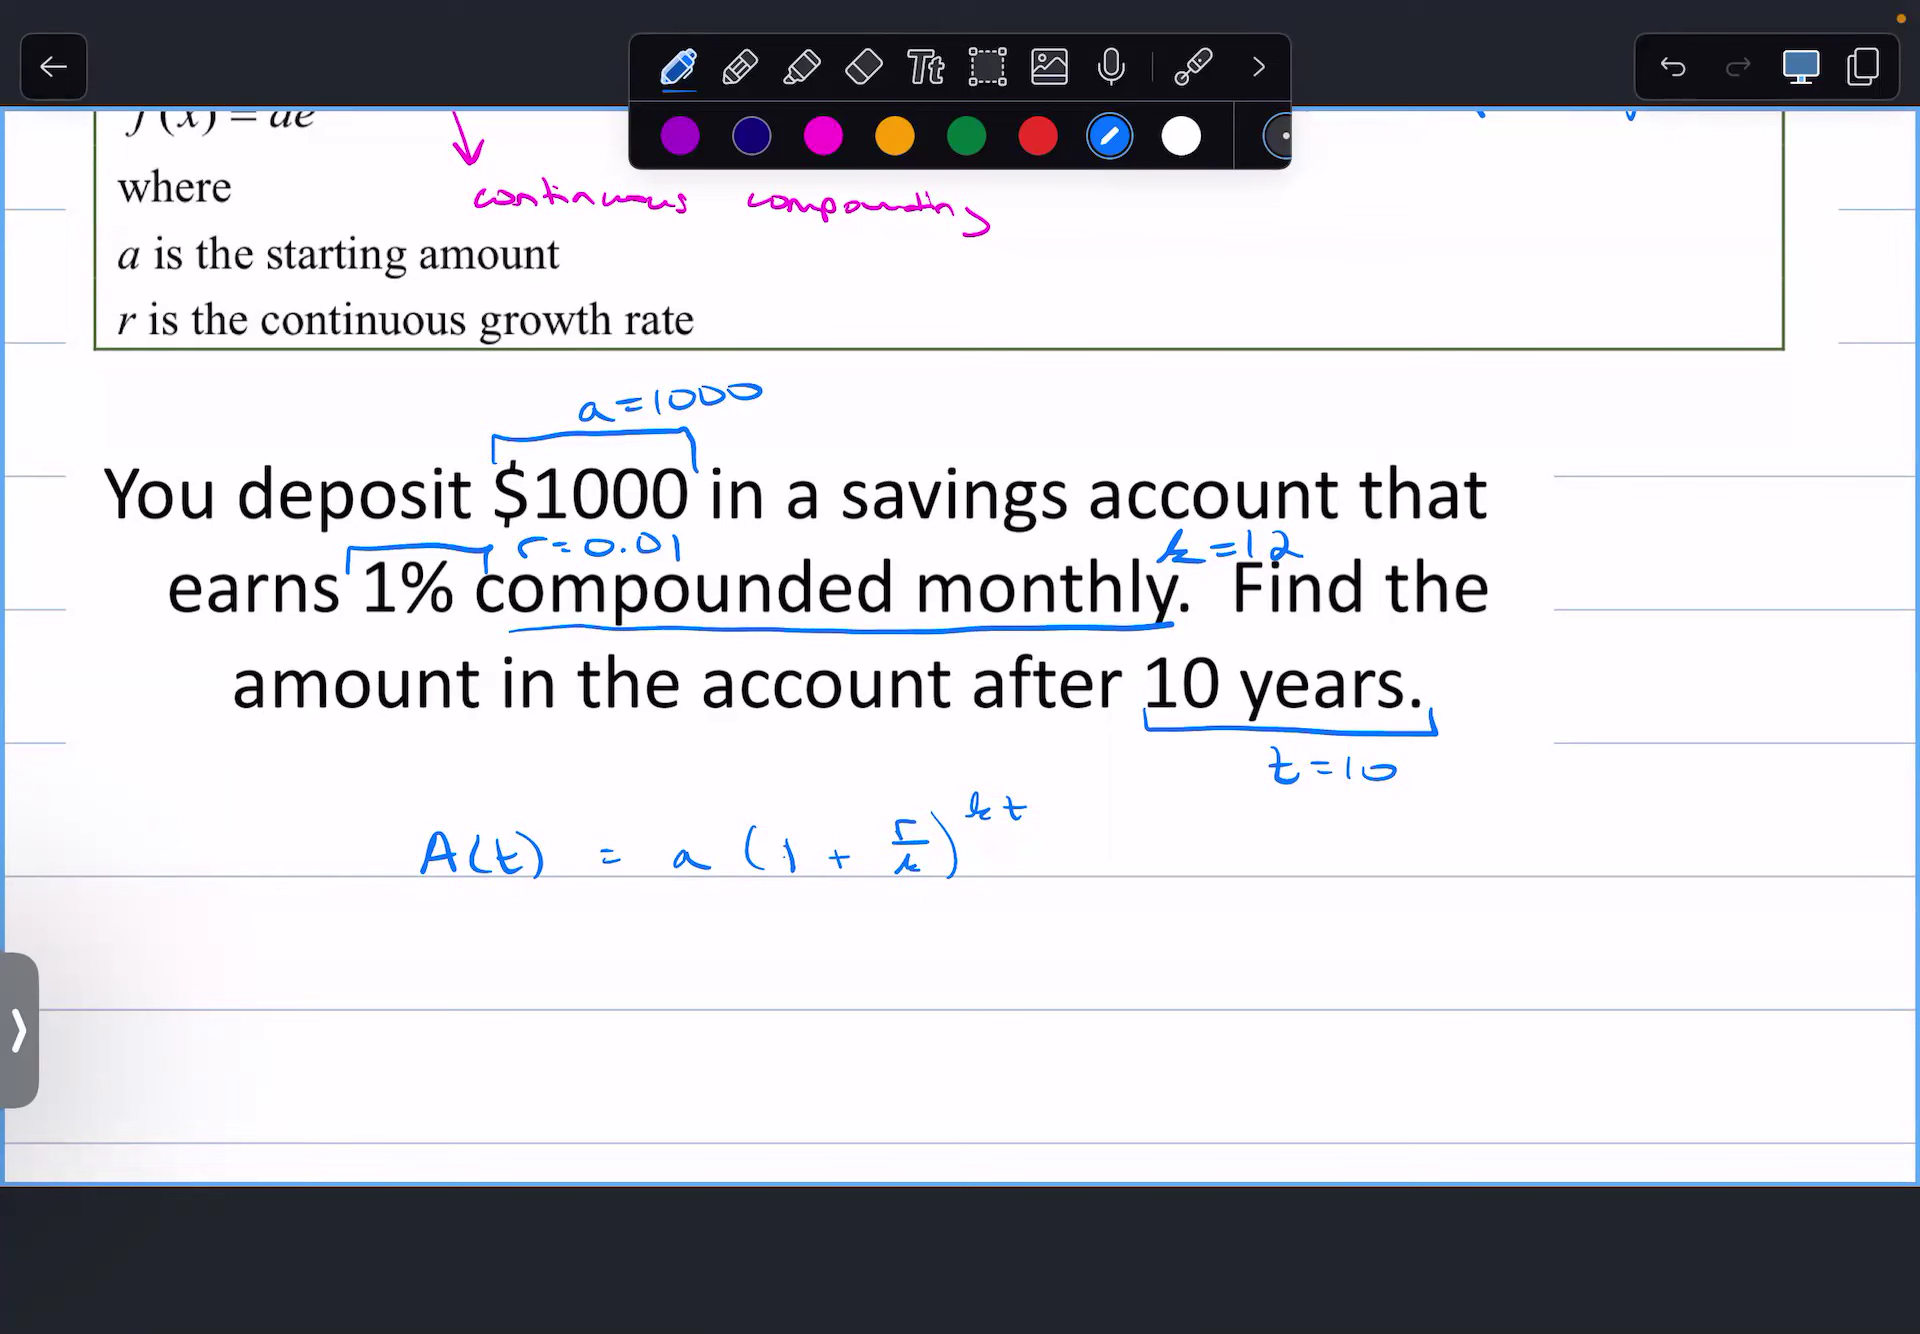 Tt
f(x) = ae
continuous compounding
where
a is the starting amount
r is the continuous growth rate
a=1000
You deposit $1000 in a savings account that
r=0.01 k=12
earns 1% compounded monthly. Find the
amount in the account after 10 years.
t=10
A(t) = a (1 + r/k)^kt